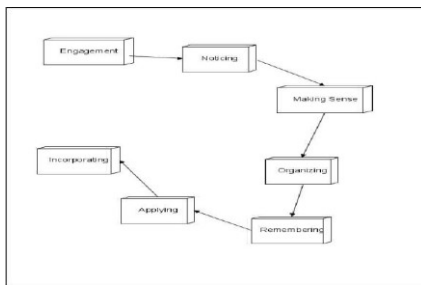 Engagement
Noticing
Making Sense
Organizing
Remembering
Applying
Incorporating